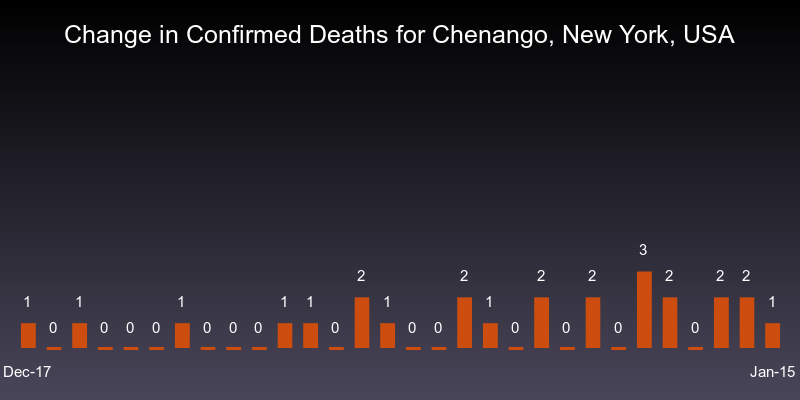 Change in Confirmed Deaths for Chenango, New York, USA
3
2 2 2 2 2 2 2
1 1 1 1 1 1 1 1
0 0 0 0 0 0 0 0 0 0 0 0 0 0
Dec-17 Jan-15